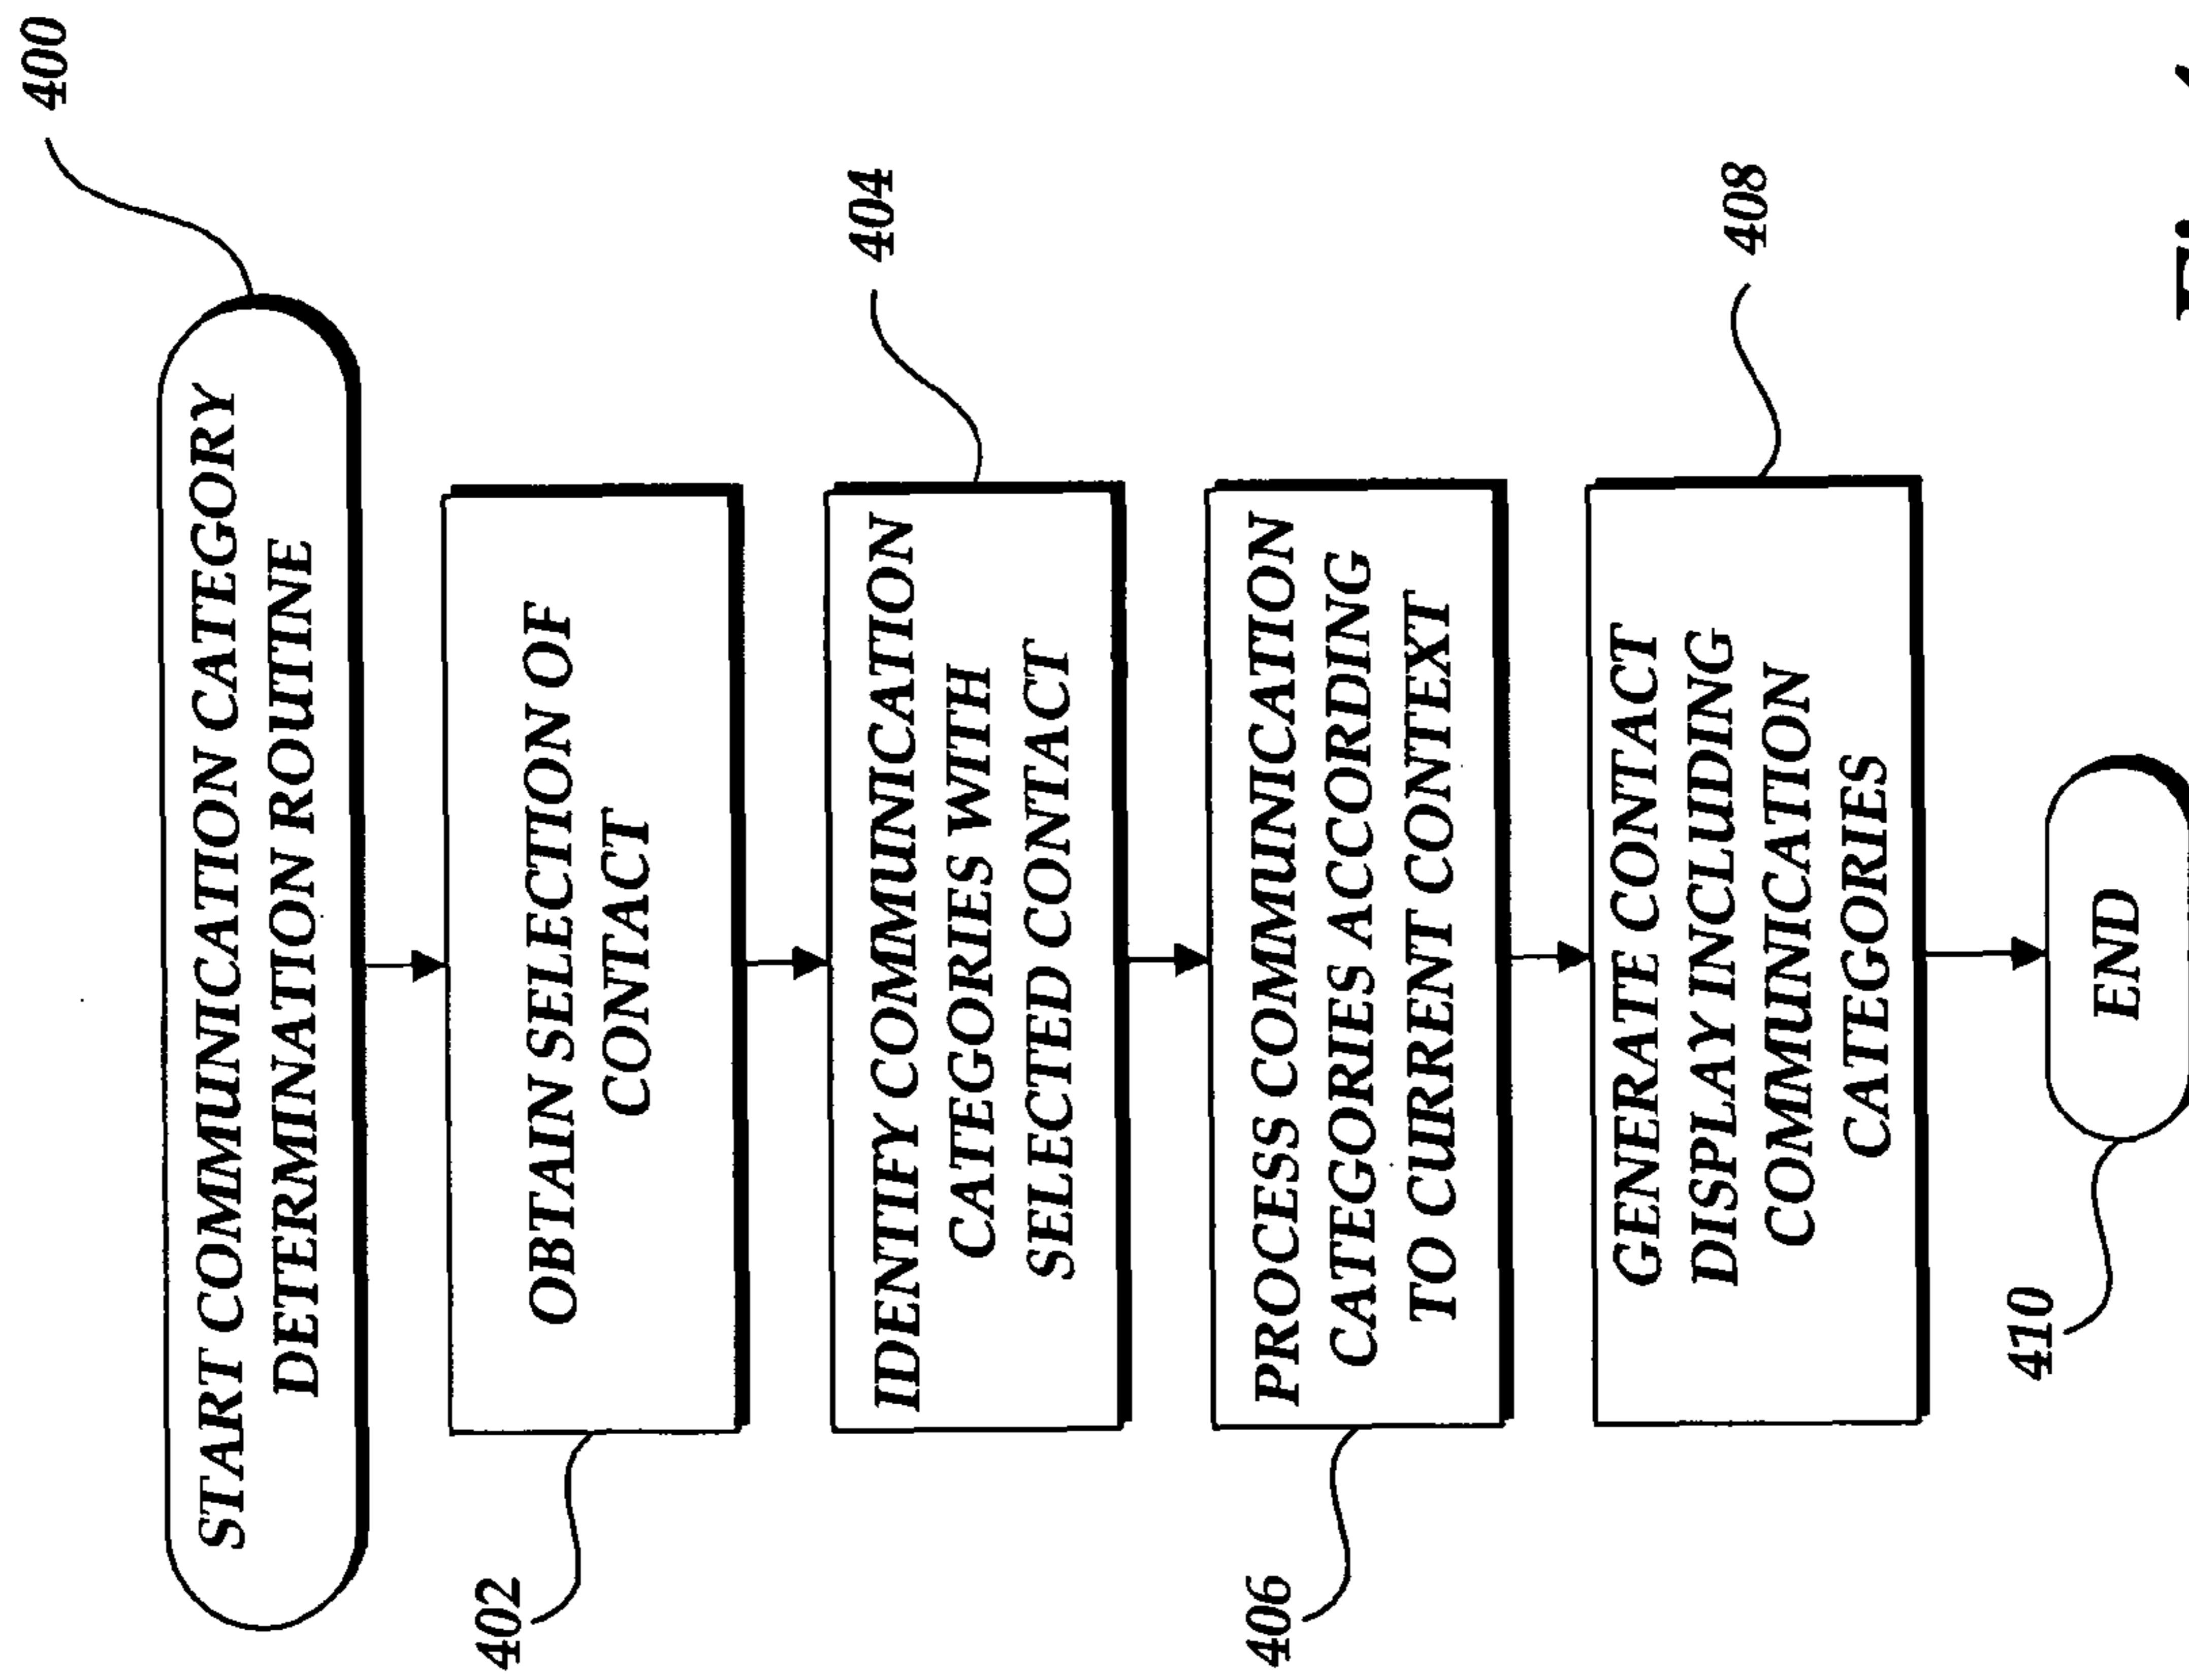 400
START COMMUNICATION CATEGORY
DETERMINATION ROUTINE
402
OBTAIN SELECTION OF
CONTACT
404
IDENTIFY COMMUNICATION
CATEGORIES WITH
SELECTED CONTACT
406
PROCESS COMMUNICATION
CATEGORIES ACCORDING
TO CURRENT CONTEXT
408
GENERATE CONTACT
DISPLAY INCLUDING
COMMUNICATION
CATEGORIES
410
END